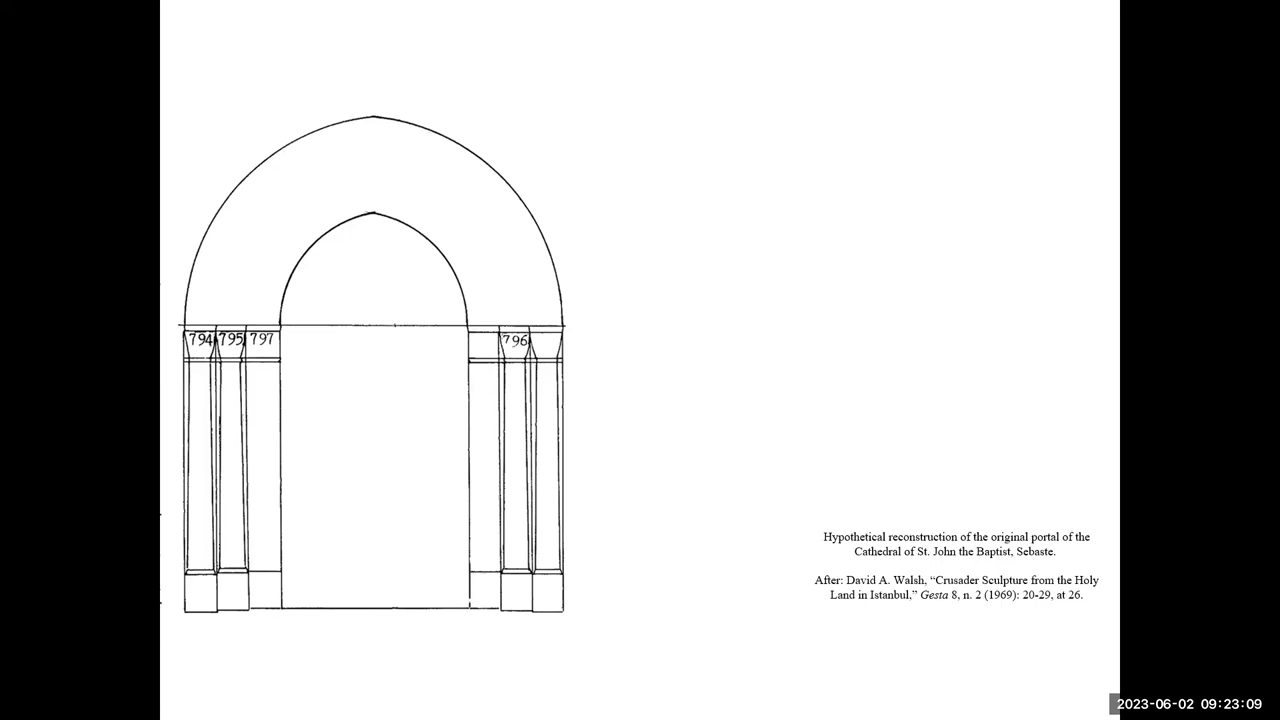 794 795 797 796
Hypothetical reconstruction of the original portal of the
Cathedral of St. John the Baptist, Sebaste.
After: David A. Walsh, “Crusader Sculpture from the Holy
Land in Istanbul,” Gesta 8, n. 2 (1969): 20-29, at 26.
2023-06-02 09:23:09